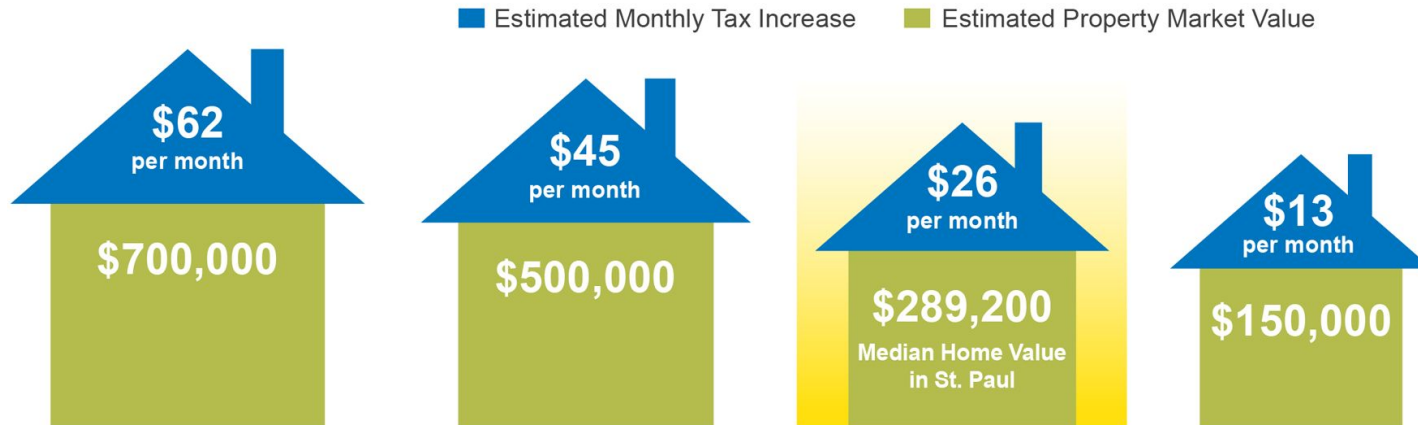 Estimated Monthly Tax Increase
Estimated Property Market Value
$62
per month
$700,000
$45
per month
$500,000
$26
per month
$289,200
Median Home Value
in St. Paul
$13
per month
$150,000